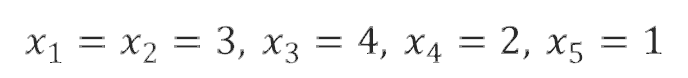 x₁ = x₂ = 3, x₃ = 4, x₄ = 2, x₅ = 1